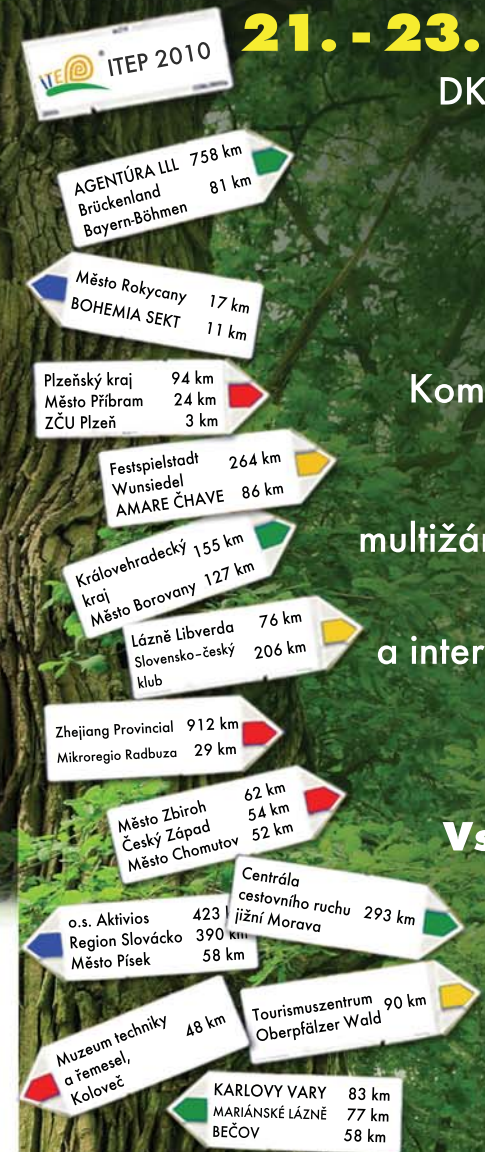 ITEP 2010
21. - 23.
DK
AGENTÚRA LLL 758 km
Brückenland 81 km
Bayern-Böhmen
Město Rokycany 17 km
BOHEMIA SEKT 11 km
Plzeňský kraj 94 km
Město Příbram 24 km
ZČU Plzeň 3 km
Kom
Festspielstadt 264 km
Wunsiedel
AMARE ČHAVE 86 km
Královehradecký 155 km
kraj
Město Borovany 127 km
multižán
Lázně Libverda 76 km
Slovensko-český 206 km
klub
a inter
Zhejiang Provincial 912 km
Mikroregio Radbuza 29 km
Město Zbiroh 62 km
Český Západ 54 km
Město Chomutov 52 km
Vs
Centrála
cestovního ruchu 293 km
jižní Morava
o.s. Aktivios 423
Region Slovácko 390 km
Město Písek 58 km
Tourismuszentrum 90 km
Oberpfälzer Wald
Muzeum techniky 48 km
a řemesel,
Koloveč
KARLOVY VARY 83 km
MARIÁNSKÉ LÁZNĚ 77 km
BEČOV 58 km